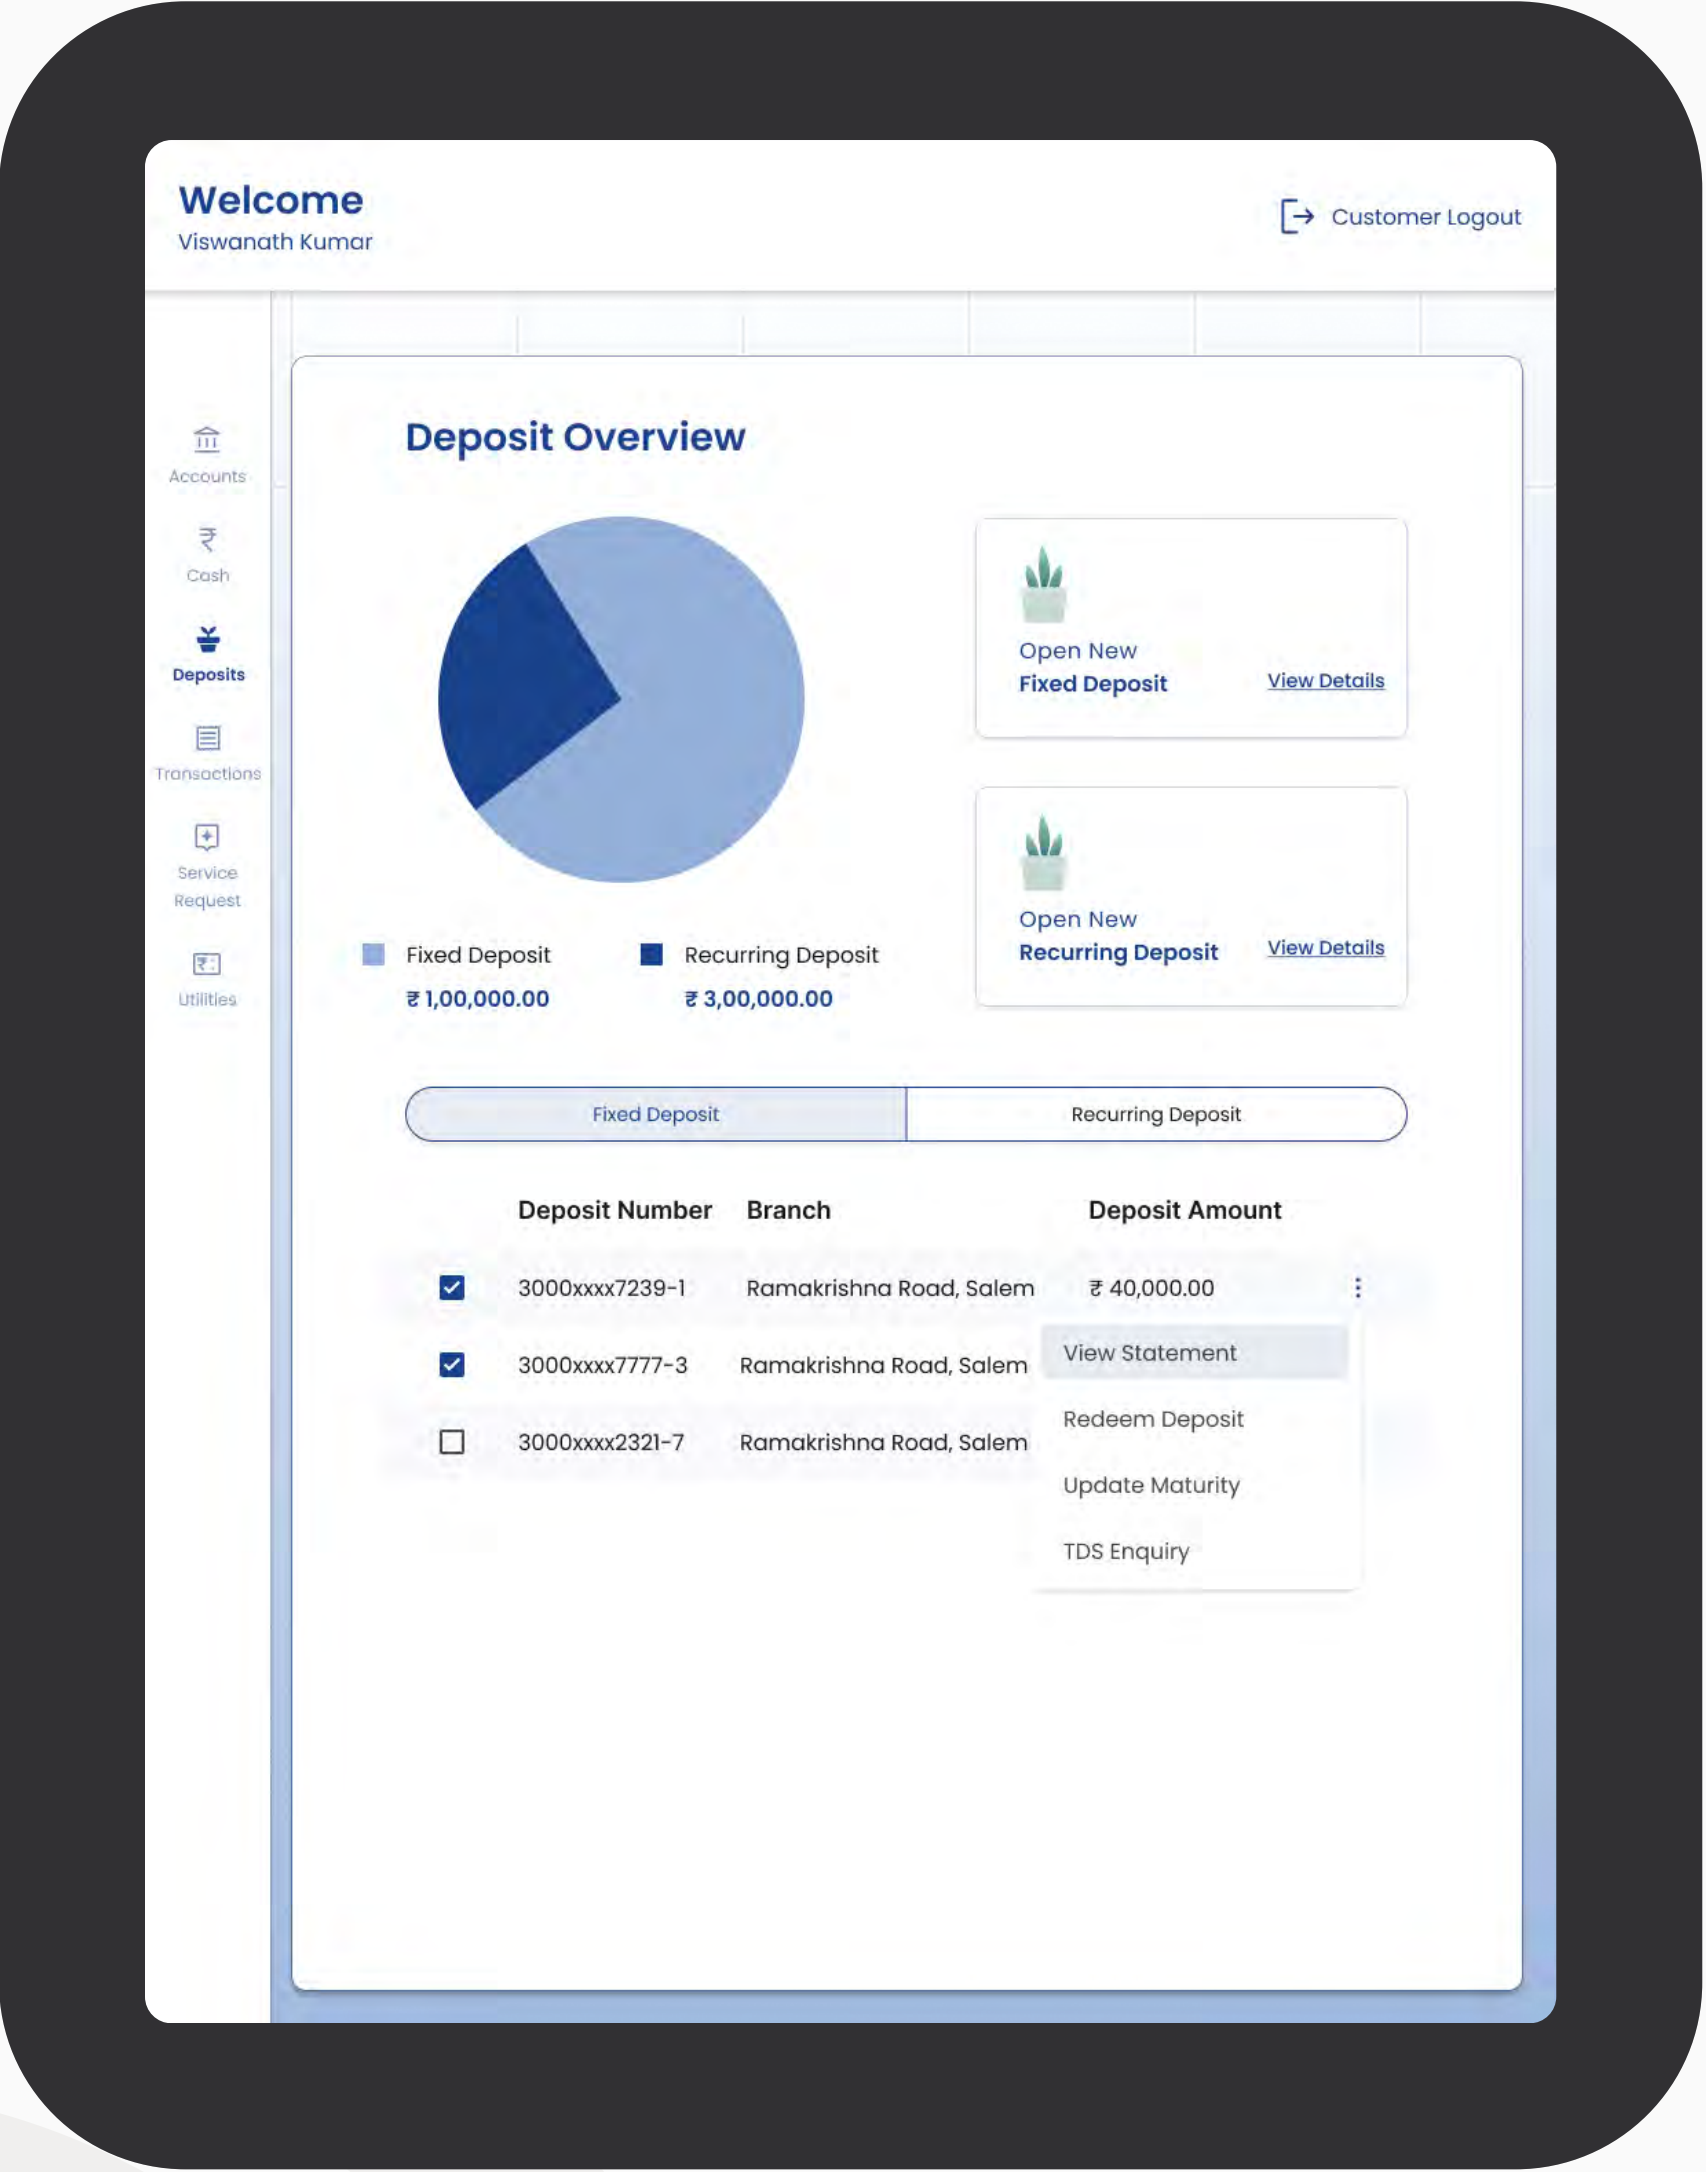 Welcome
Viswanath Kumar
Customer Logout
Accounts
Cash
Deposits
Transactions
Service
Request
Utilities
Deposit Overview
Fixed Deposit
₹ 1,00,000.00
Recurring Deposit
₹ 3,00,000.00
Open New
Fixed Deposit
View Details
Open New
Recurring Deposit
View Details
Fixed Deposit
Recurring Deposit
Deposit Number Branch Deposit Amount
3000xxxx7239-1 Ramakrishna Road, Salem ₹ 40,000.00
3000xxxx7777-3 Ramakrishna Road, Salem
3000xxxx2321-7 Ramakrishna Road, Salem
View Statement
Redeem Deposit
Update Maturity
TDS Enquiry